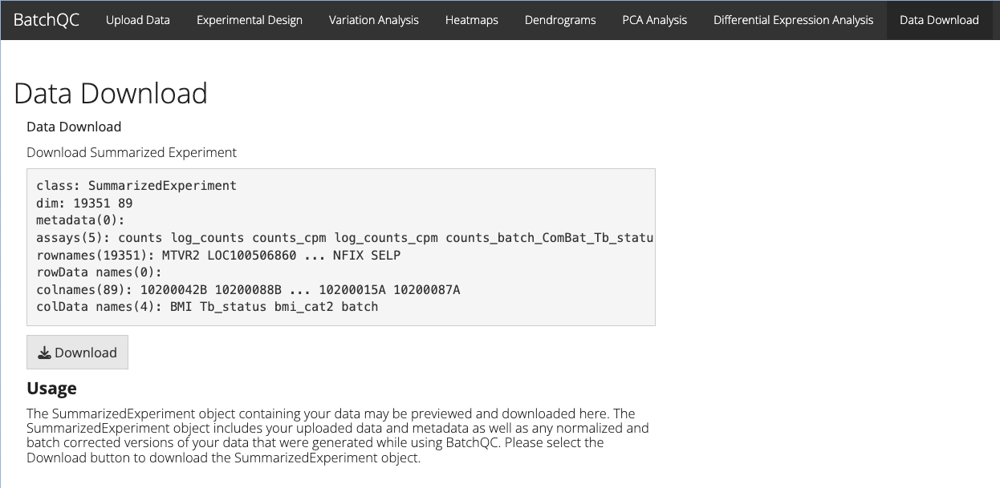 BatchQC Upload Data Experimental Design Variation Analysis Heatmaps Dendrograms PCA Analysis Differential Expression Analysis Data Download
Data Download
Data Download
Download Summarized Experiment
class: SummarizedExperiment
dim: 19351 89
metadata(0):
assays(5): counts log_counts counts_cpm log_counts_cpm counts_batch_ComBat_Tb_statu
rownames(19351): MTVR2 LOC100506860 ... NFIX SELP
rowData names(0):
colnames(89): 10200042B 10200088B ... 10200015A 10200087A
colData names(4): BMI Tb_status bmi_cat2 batch
Download
Usage
The SummarizedExperiment object containing your data may be previewed and downloaded here. The
SummarizedExperiment object includes your uploaded data and metadata as well as any normalized and
batch corrected versions of your data that were generated while using BatchQC. Please select the
Download button to download the SummarizedExperiment object.